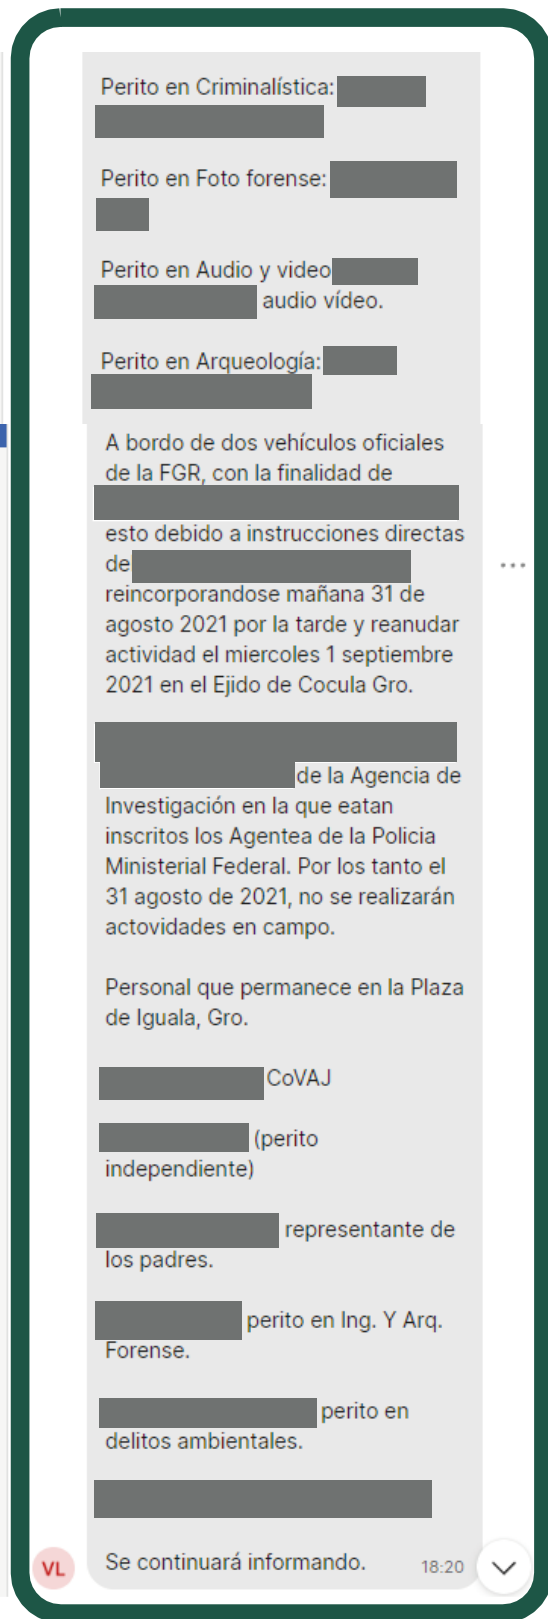 Perito en Criminalística:
Perito en Foto forense:
Perito en Audio y video
audio vídeo.
Perito en Arqueología:
A bordo de dos vehículos oficiales
de la FGR, con la finalidad de
esto debido a instrucciones directas
de
reincorporandose mañana 31 de
agosto 2021 por la tarde y reanudar
actividad el miercoles 1 septiembre
2021 en el Ejido de Cocula Gro.
de la Agencia de
Investigación en la que eatan
inscritos los Agentea de la Policia
Ministerial Federal. Por los tanto el
31 agosto de 2021, no se realizarán
actovidades en campo.
Personal que permanece en la Plaza
de Iguala, Gro.
CoVAJ
(perito
independiente)
representante de
los padres.
perito en Ing. Y Arq.
Forense.
perito en
delitos ambientales.
Se continuará informando.
18:20
VL